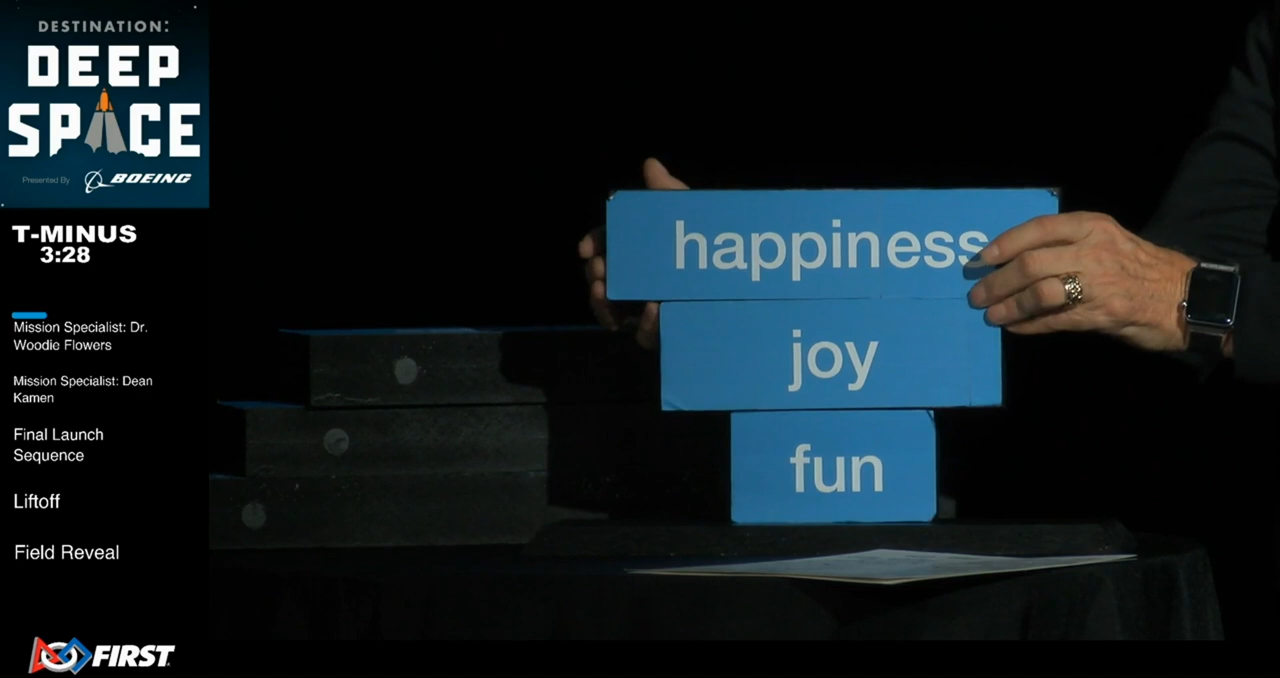 DESTINATION:
DEEP
SPACE
Presented By BOEING
T-MINUS
3:28
Mission Specialist: Dr.
Woodie Flowers
Mission Specialist: Dean
Kamen
Final Launch
Sequence
Liftoff
Field Reveal
FIRST
happiness
joy
fun